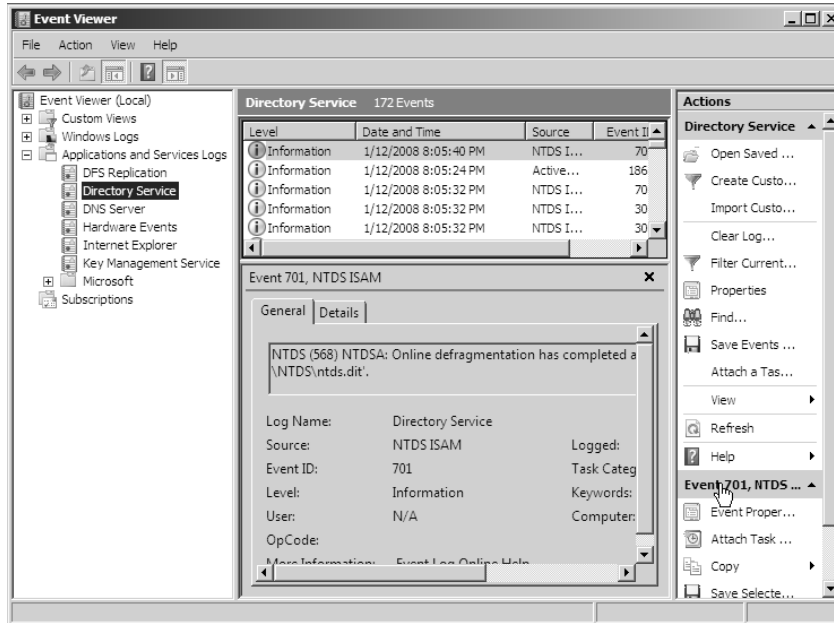 Event Viewer
File Action View Help
Event Viewer (Local)
Custom Views
Windows Logs
Applications and Services Logs
DFS Replication
Directory Service
DNS Server
Hardware Events
Internet Explorer
Key Management Service
Microsoft
Subscriptions
Directory Service 172 Events
Level Date and Time Source Event I
Information 1/12/2008 8:05:40 PM NTDS I... 70
Information 1/12/2008 8:05:24 PM Active... 186
Information 1/12/2008 8:05:32 PM NTDS I... 70
Information 1/12/2008 8:05:32 PM NTDS I... 30
Information 1/12/2008 8:05:32 PM NTDS I... 30
Event 701, NTDS ISAM
General Details
NTDS (568) NTDSA: Online defragmentation has completed a
\NTDS\ntds.dit'.
Log Name: Directory Service
Source: NTDS ISAM Logged:
Event ID: 701 Task Categ
Level: Information Keywords:
User: N/A Computer:
OpCode:
More Information: Event Log Online Help
Actions
Directory Service
Open Saved ...
Create Custo...
Import Custo...
Clear Log...
Filter Current...
Properties
Find...
Save Events ...
Attach a Tas...
View
Refresh
Help
Event 701, NTDS ...
Event Proper...
Attach Task ...
Copy
Save Selecte...